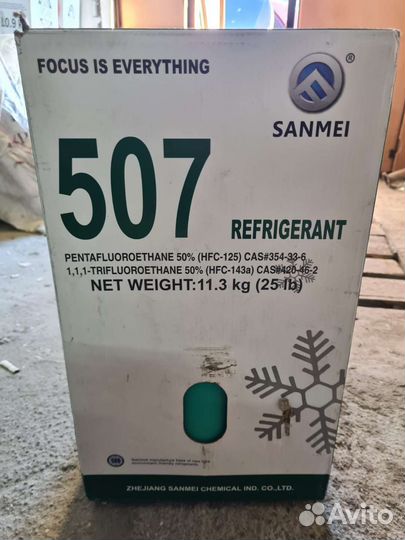 FOCUS IS EVERYTHING
®
SANMEI
507 REFRIGERANT
PENTAFLUOROETHANE 50% (HFC-125) CAS#354-33-6
1,1,1-TRIFLUOROETHANE 50% (HFC-143a) CAS#420-46-2
NET WEIGHT:11.3 kg (25 lb)
ZHEJIANG SANMEI CHEMICAL IND. CO.,LTD.
Avito